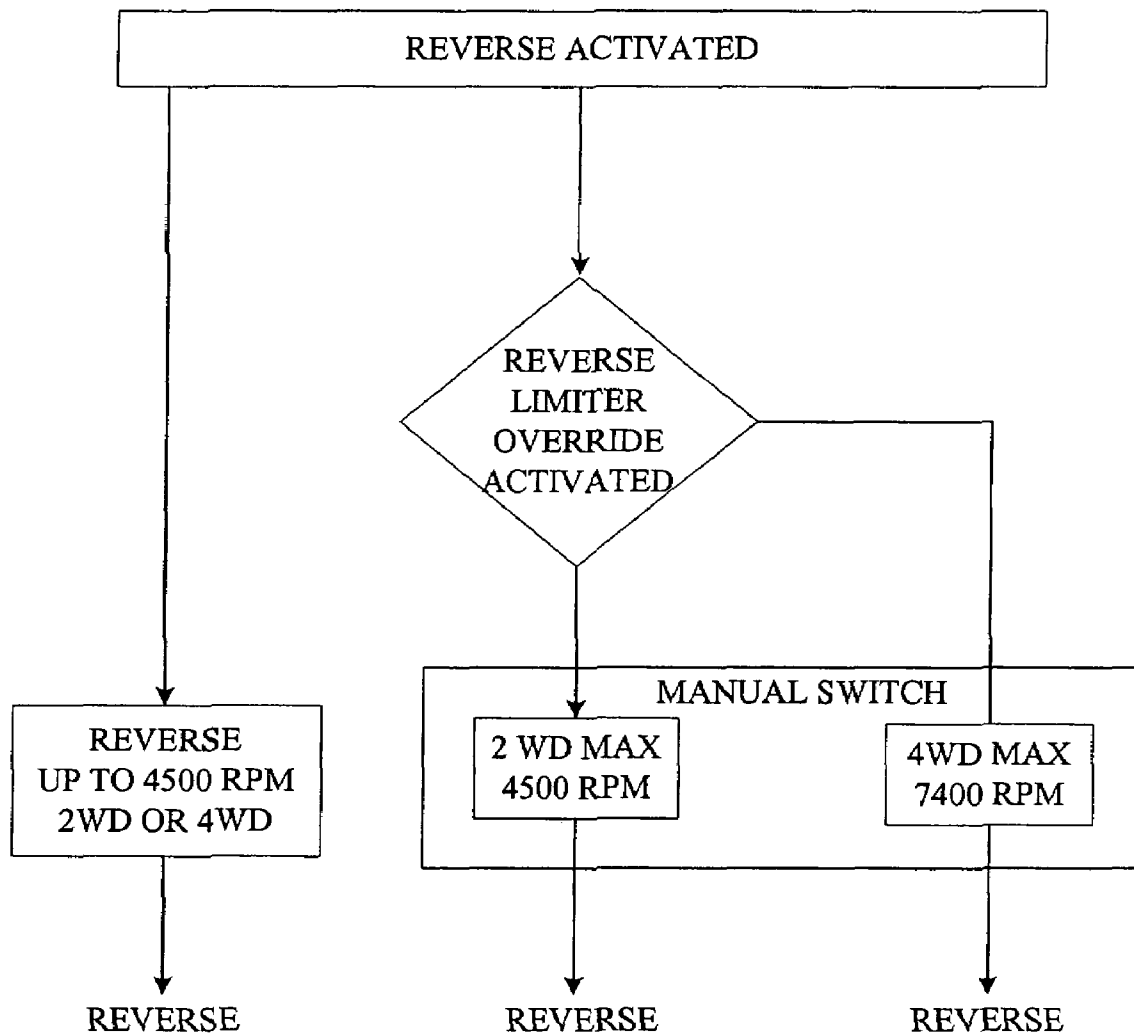 REVERSE ACTIVATED
REVERSE
LIMITER
OVERRIDE
ACTIVATED
MANUAL SWITCH
REVERSE
UP TO 4500 RPM
2WD OR 4WD
2 WD MAX
4500 RPM
4WD MAX
7400 RPM
REVERSE
REVERSE
REVERSE